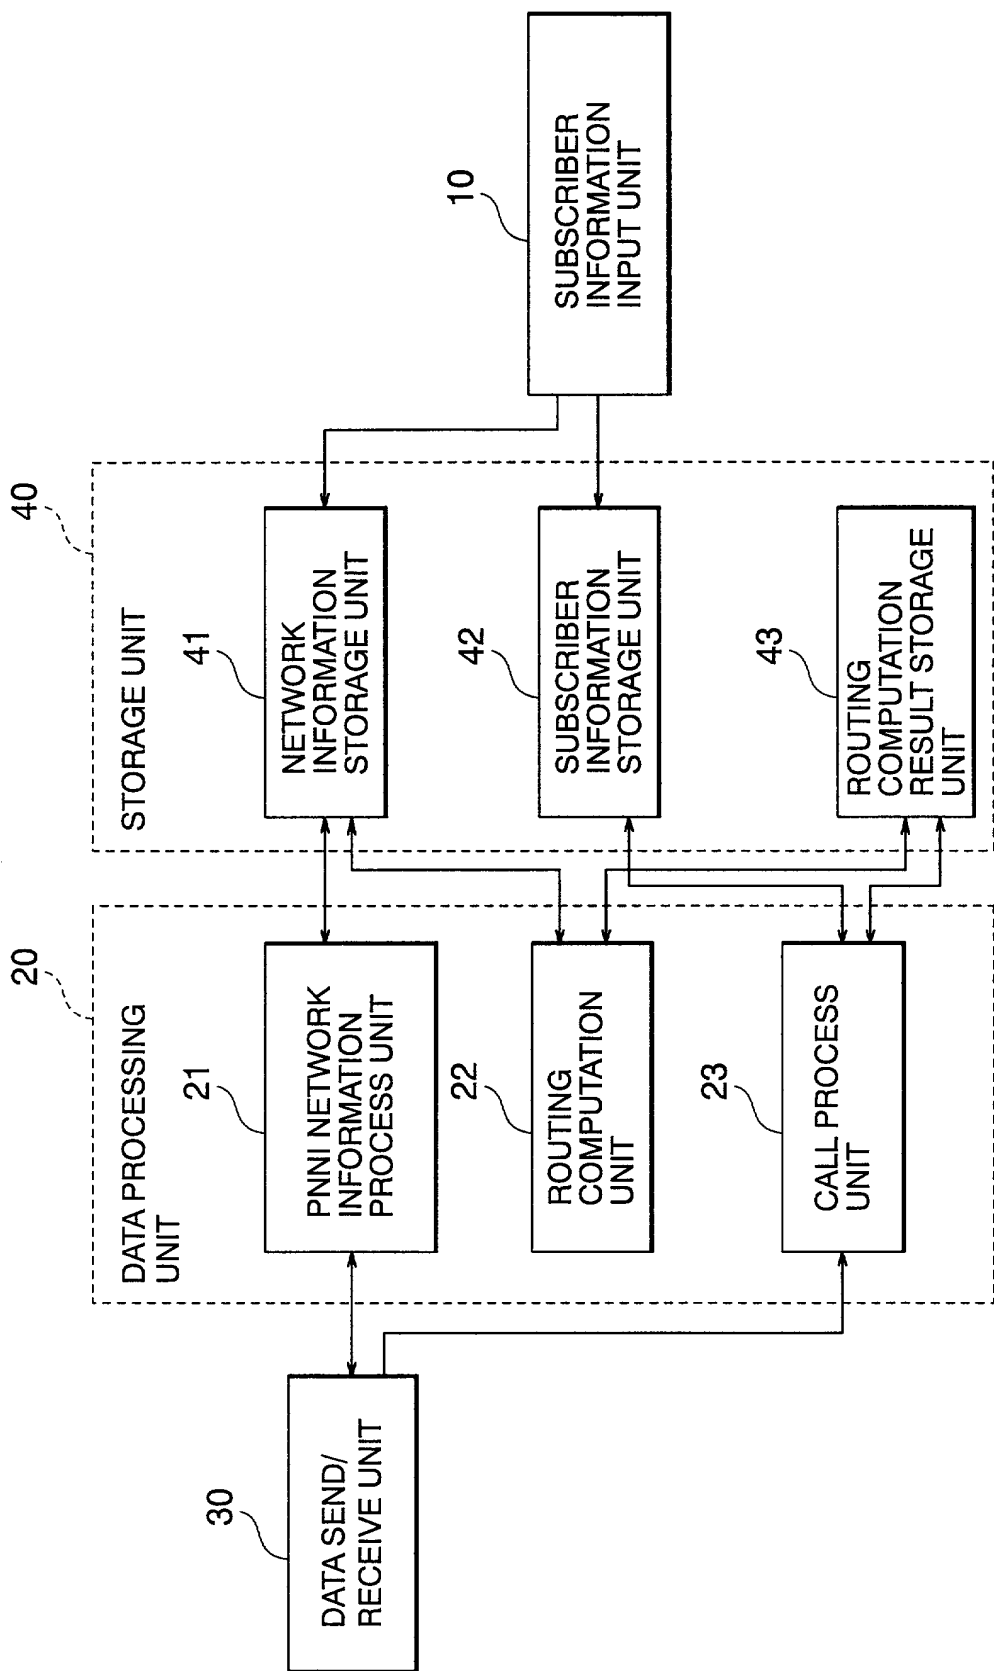 30
DATA SEND/
RECEIVE UNIT
20
DATA PROCESSING
UNIT
21
PNNI NETWORK
INFORMATION
PROCESS UNIT
22
ROUTING
COMPUTATION
UNIT
23
CALL PROCESS
UNIT
40
STORAGE UNIT
41
NETWORK
INFORMATION
STORAGE UNIT
42
SUBSCRIBER
INFORMATION
STORAGE UNIT
43
ROUTING
COMPUTATION
RESULT STORAGE
UNIT
10
SUBSCRIBER
INFORMATION
INPUT UNIT